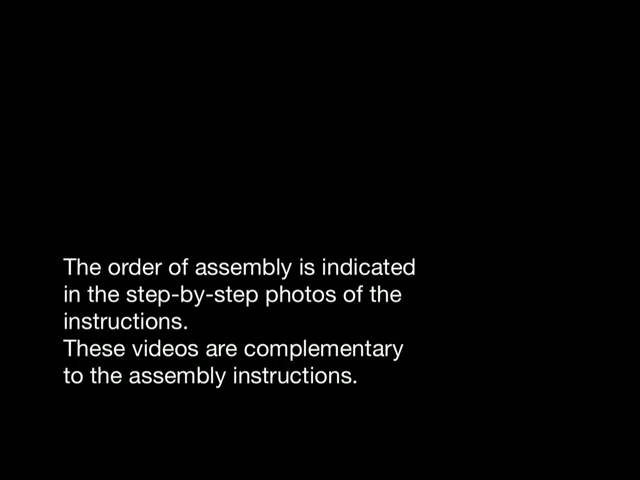 The order of assembly is indicated
in the step-by-step photos of the
instructions.
These videos are complementary
to the assembly instructions.